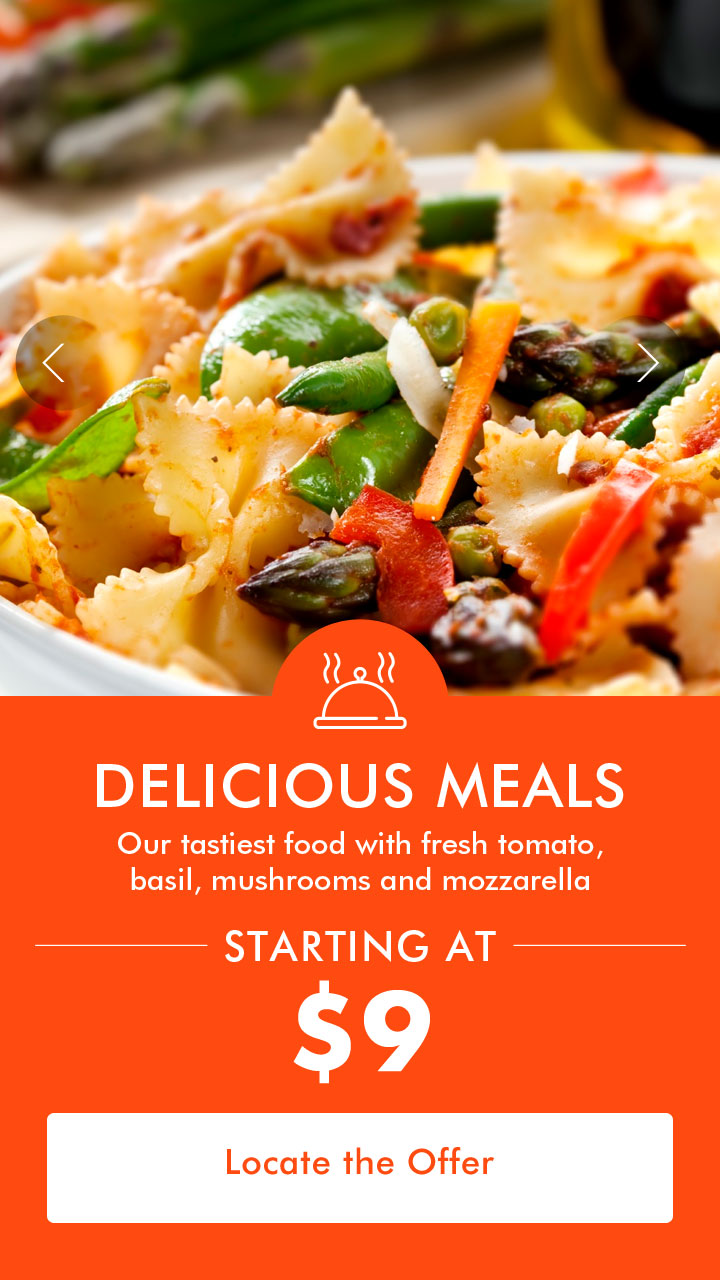 DELICIOUS MEALS
Our tastiest food with fresh tomato,
basil, mushrooms and mozzarella
STARTING AT
$9
Locate the Offer